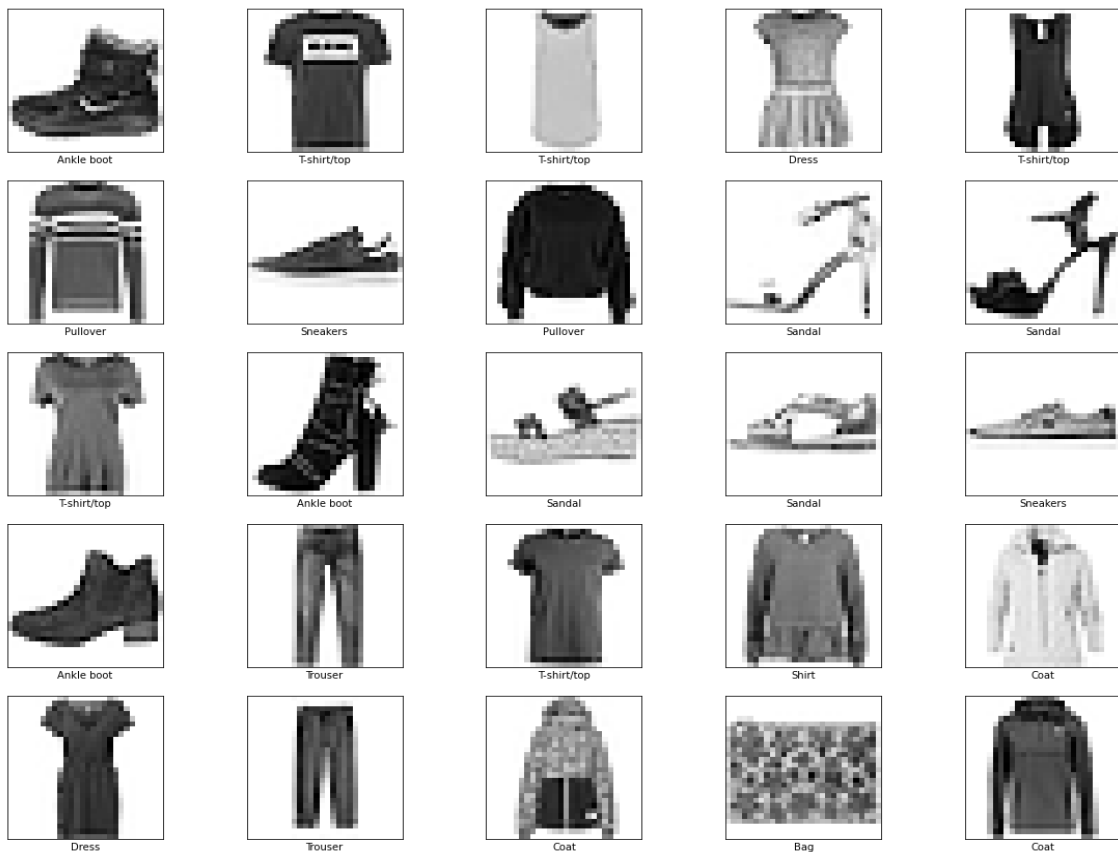 Ankle boot
T-shirt/top
T-shirt/top
Dress
T-shirt/top
Pullover
Sneakers
Pullover
Sandal
Sandal
T-shirt/top
Ankle boot
Sandal
Sandal
Sneakers
Ankle boot
Trouser
T-shirt/top
Shirt
Coat
Dress
Trouser
Coat
Bag
Coat